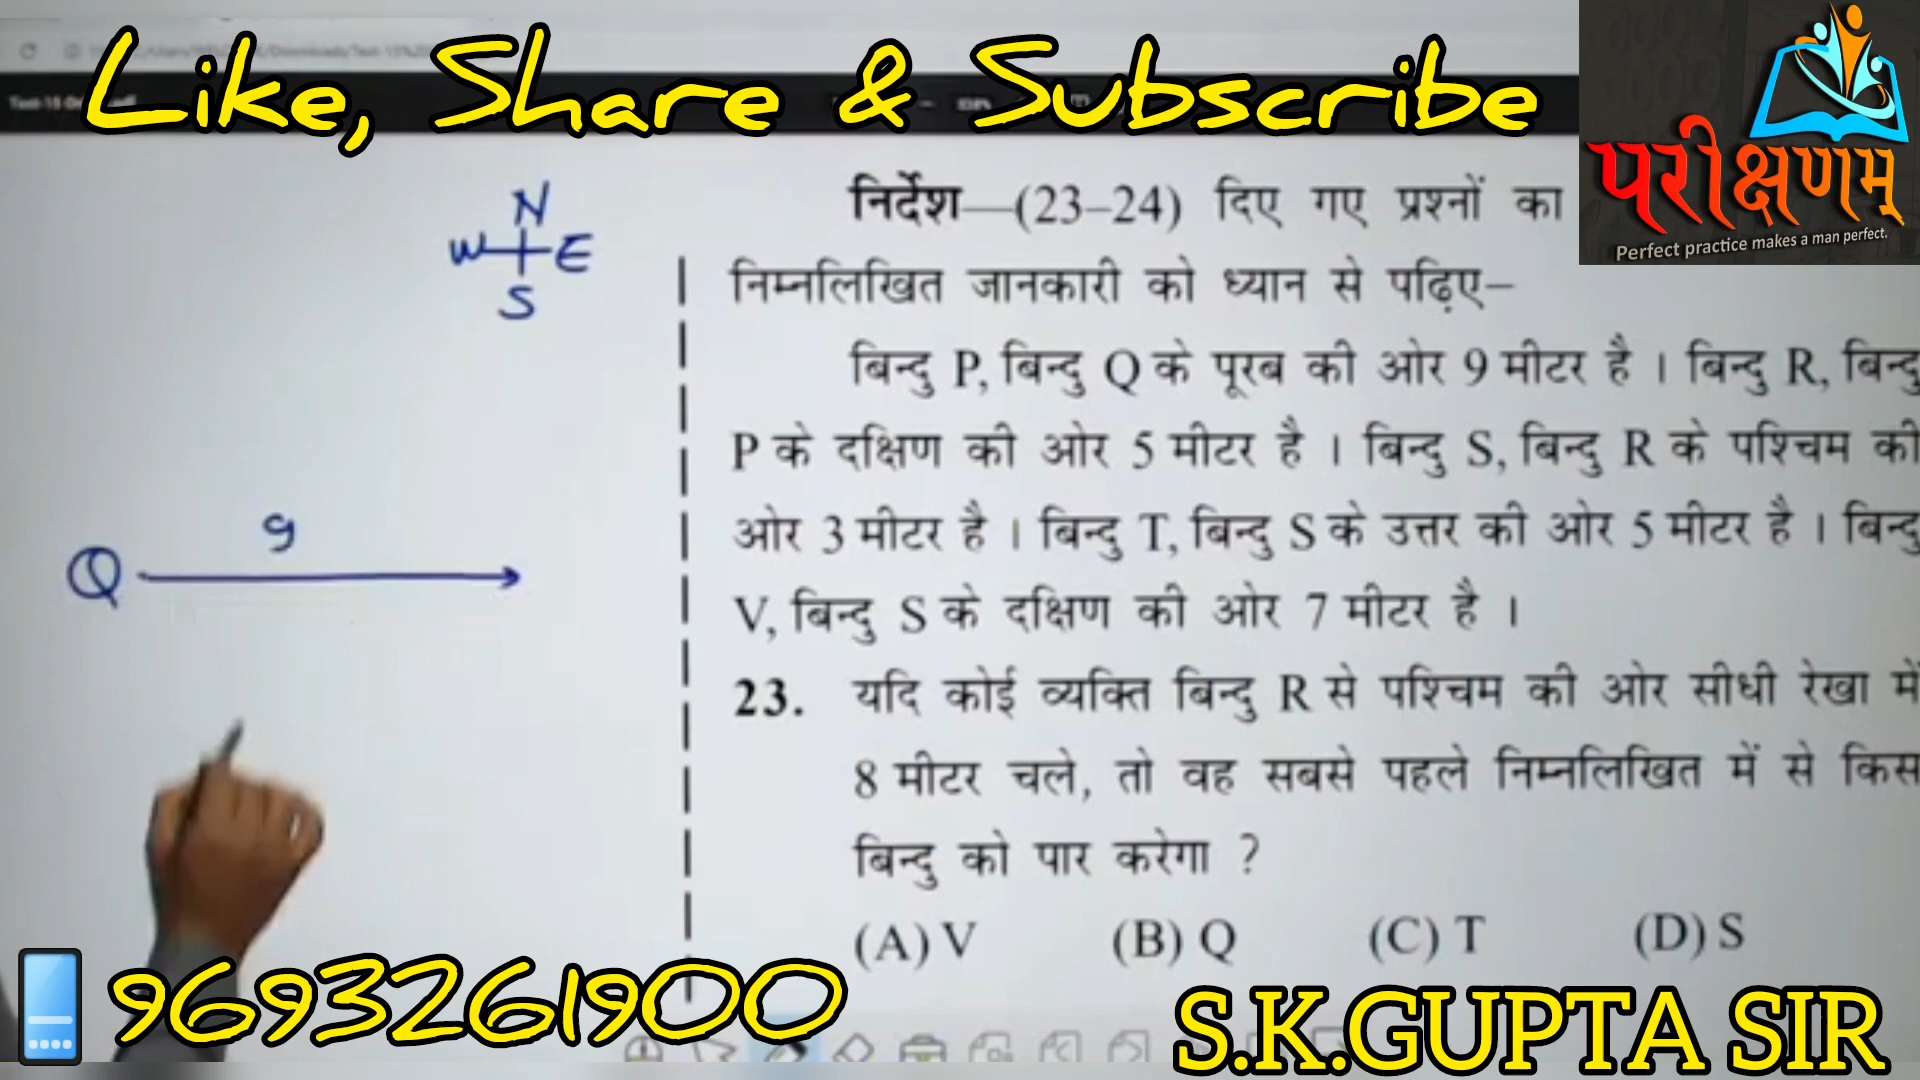 Like, Share & Subscribe
परीक्षणम्
Perfect practice makes a man perfect.
N
W E
S
निर्देश—(23–24) दिए गए प्रश्नों का
निम्नलिखित जानकारी को ध्यान से पढ़िए–
बिन्दु P, बिन्दु Q के पूरब की ओर 9 मीटर है । बिन्दु R, बिन्दु
P के दक्षिण की ओर 5 मीटर है । बिन्दु S, बिन्दु R के पश्चिम की
ओर 3 मीटर है । बिन्दु T, बिन्दु S के उत्तर की ओर 5 मीटर है । बिन्दु
V, बिन्दु S के दक्षिण की ओर 7 मीटर है ।
9
Q
23. यदि कोई व्यक्ति बिन्दु R से पश्चिम की ओर सीधी रेखा में
8 मीटर चले, तो वह सबसे पहले निम्नलिखित में से किस
बिन्दु को पार करेगा ?
(A) V (B) Q (C) T (D) S
9693261900
S.K.GUPTA SIR